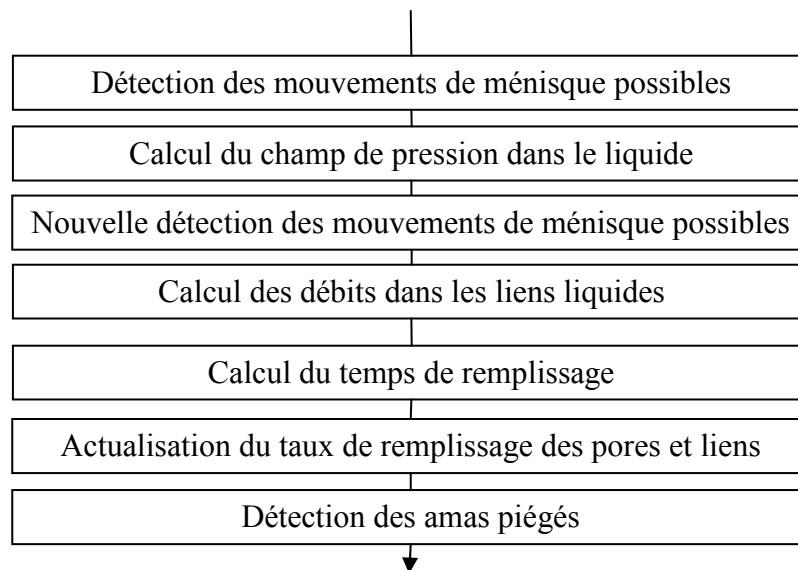 Détection des mouvements de ménisque possibles
Calcul du champ de pression dans le liquide
Nouvelle détection des mouvements de ménisque possibles
Calcul des débits dans les liens liquides
Calcul du temps de remplissage
Actualisation du taux de remplissage des pores et liens
Détection des amas piégés